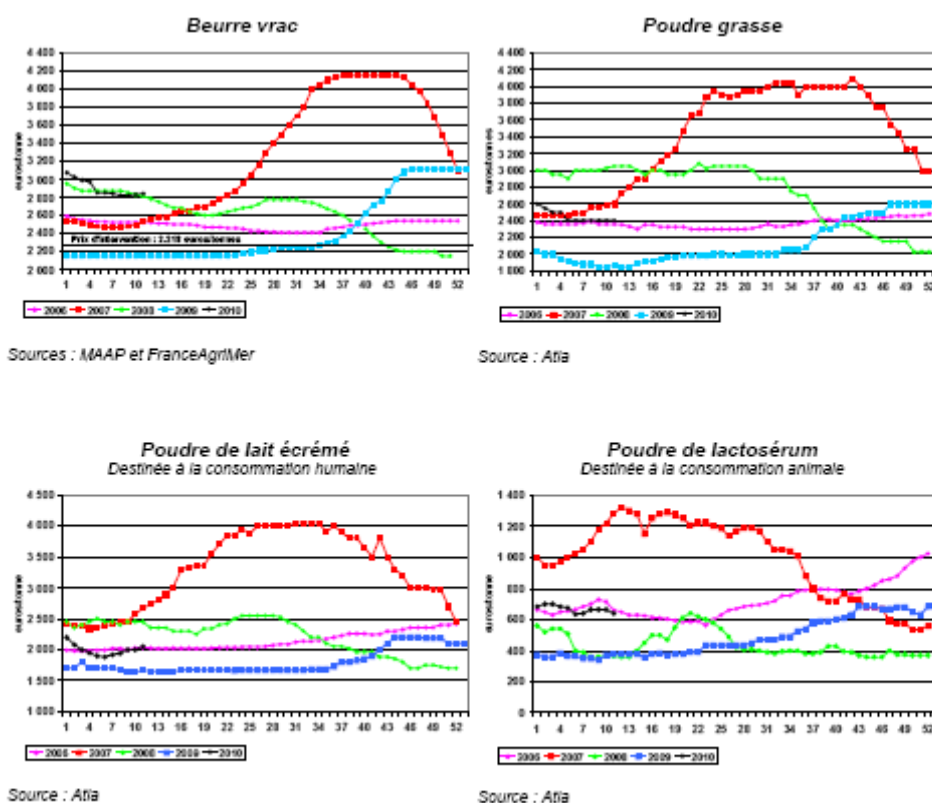 Beurre vrac
4 400
4 200
4 000
3 800
3 600
3 400
3 200
3 000
2 800
2 600
2 400
2 200
2 000
euros/tonnes
Prix d'intervention : 2 218 euros/tonnes
1 4 7 10 13 16 19 22 25 28 31 34 37 40 43 46 49 52
2006 2007 2008 2009 2010
Sources : MAAP et FranceAgriMer
Poudre grasse
4 400
4 200
4 000
3 800
3 600
3 400
3 200
3 000
2 800
2 600
2 400
2 200
2 000
1 800
euros/tonnes
1 4 7 10 13 16 19 22 25 28 31 34 37 40 43 46 49 52
2006 2007 2008 2009 2010
Source : Atla
Poudre de lait écrémé
Destinée à la consommation humaine
4 500
4 000
3 500
3 000
2 500
2 000
1 500
1 000
euros/tonne
1 4 7 10 13 16 19 22 25 28 31 34 37 40 43 46 49 52
2006 2007 2008 2009 2010
Source : Atla
Poudre de lactosérum
Destinée à la consommation animale
1 400
1 200
1 000
800
600
400
200
0
euros/tonne
1 4 7 10 13 16 19 22 25 28 31 34 37 40 43 46 49 52
2006 2007 2008 2009 2010
Source : Atla